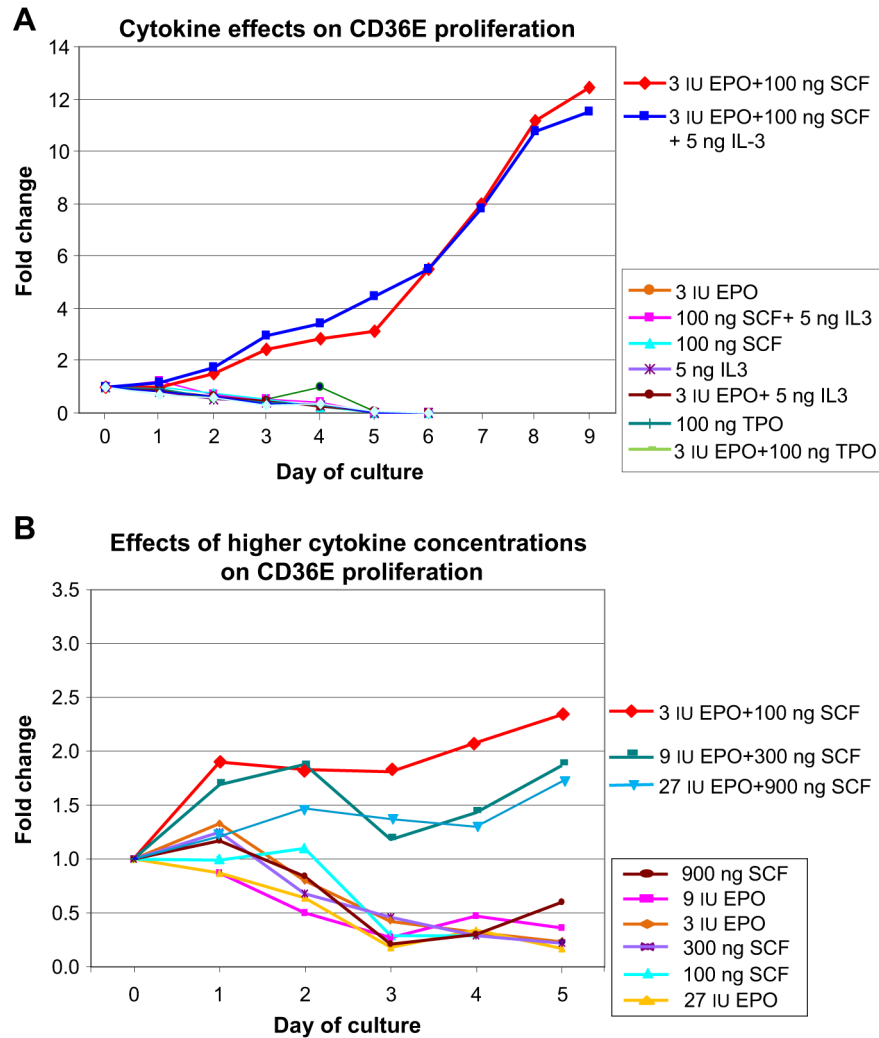 A
Cytokine effects on CD36E proliferation
14
12
10
8
6
4
2
0
Fold change
0 1 2 3 4 5 6 7 8 9
Day of culture
3 IU EPO+100 ng SCF
3 IU EPO+100 ng SCF
+ 5 ng IL-3
3 IU EPO
100 ng SCF+ 5 ng IL3
100 ng SCF
5 ng IL3
3 IU EPO+ 5 ng IL3
100 ng TPO
3 IU EPO+100 ng TPO
B
Effects of higher cytokine concentrations
on CD36E proliferation
3.5
3.0
2.5
2.0
1.5
1.0
0.5
0.0
Fold change
0 1 2 3 4 5
Day of culture
3 IU EPO+100 ng SCF
9 IU EPO+300 ng SCF
27 IU EPO+900 ng SCF
900 ng SCF
9 IU EPO
3 IU EPO
300 ng SCF
100 ng SCF
27 IU EPO